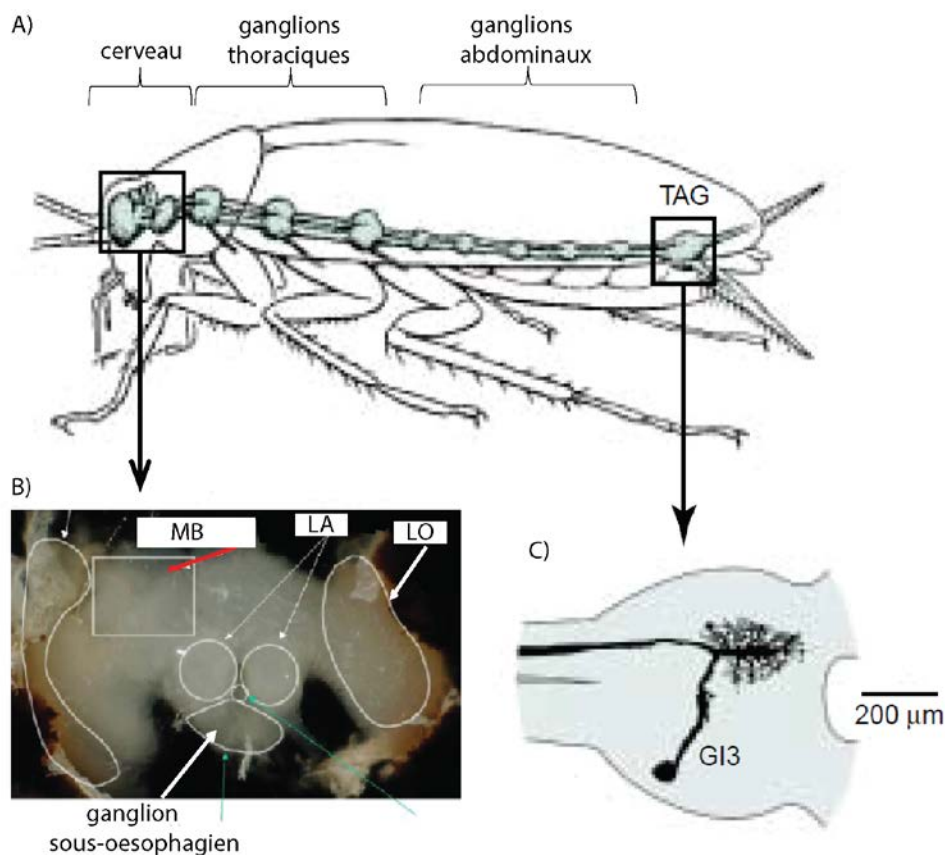 A)
cerveau
ganglions
thoraciques
ganglions
abdominaux
TAG
B)
MB
LA
LO
ganglion
sous-oesophagien
C)
GI3
200 μm